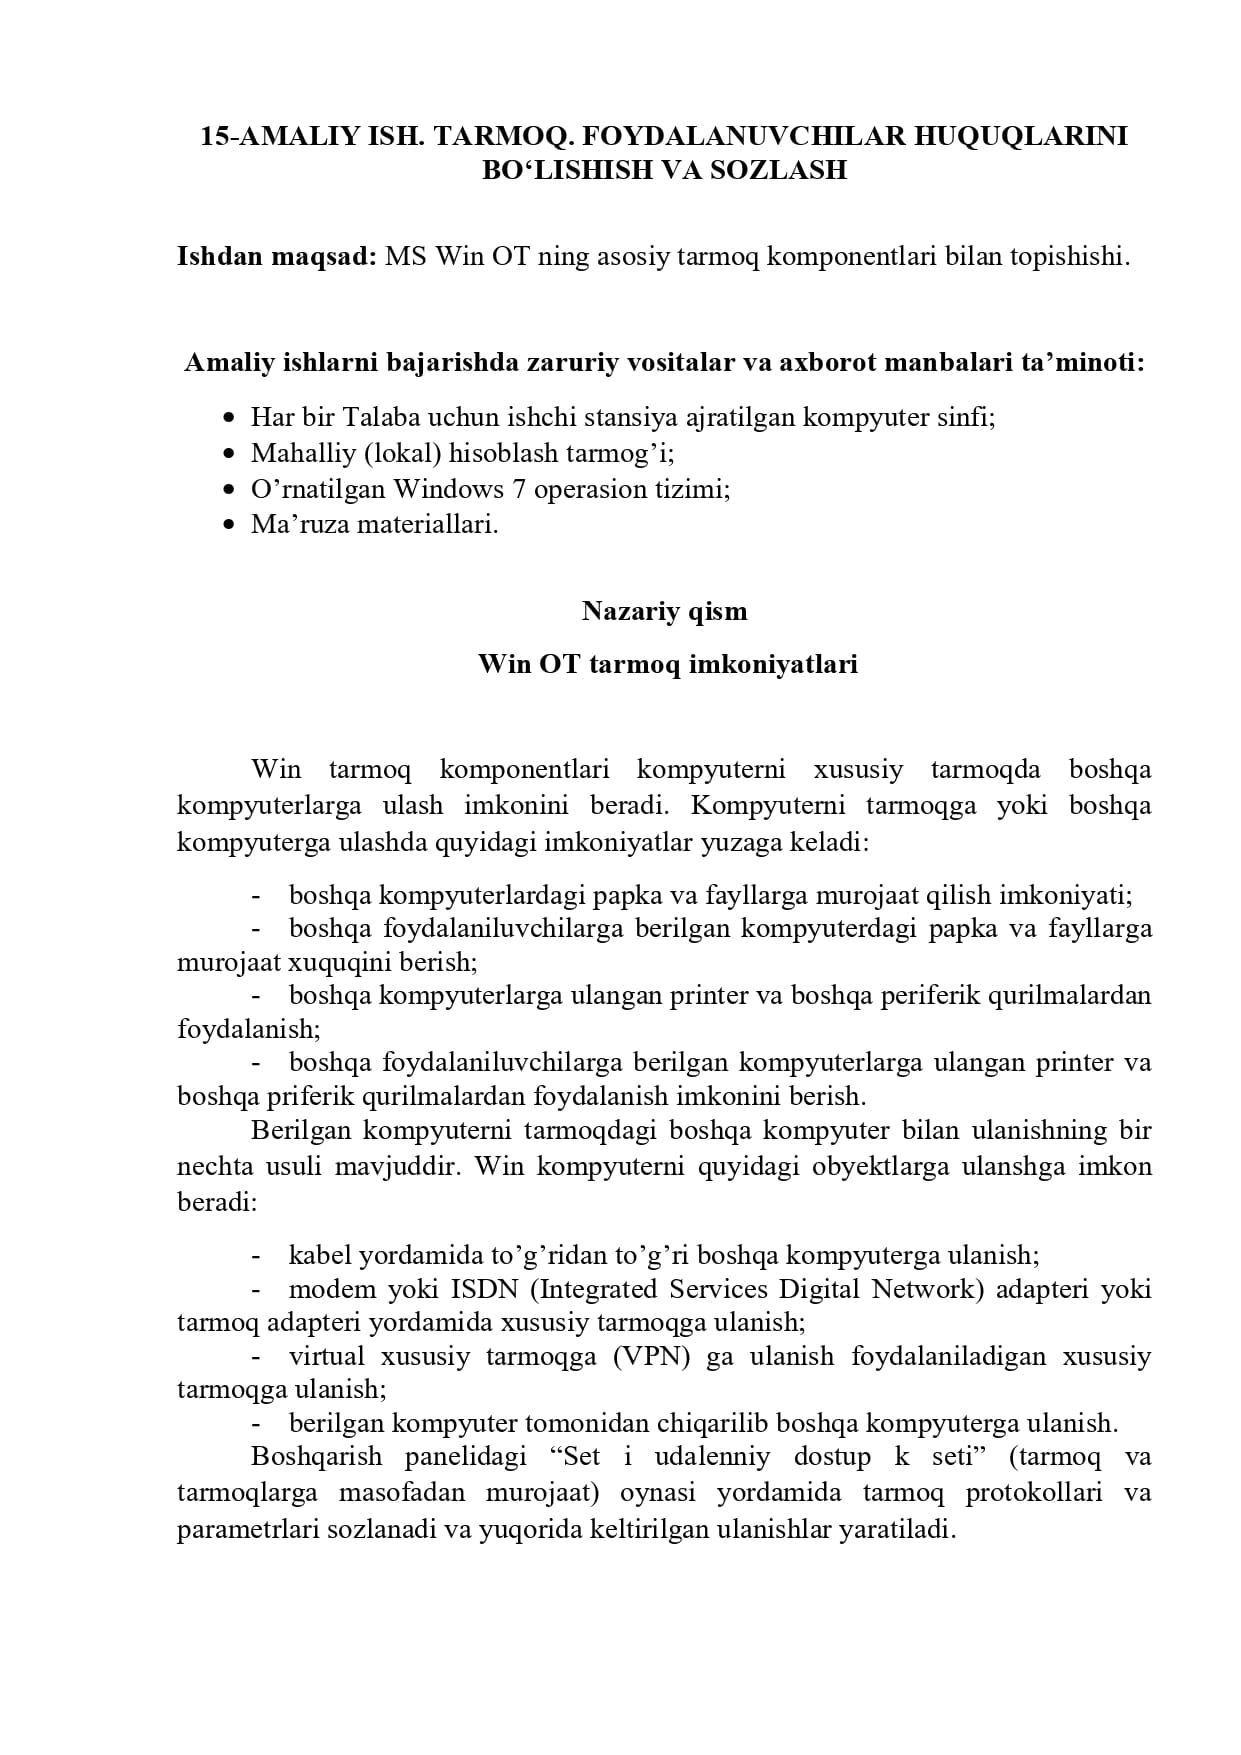 15-AMALIY ISH. TARMOQ. FOYDALANUVCHILAR HUQUQLARINI
BO‘LISHISH VA SOZLASH
Ishdan maqsad: MS Win OT ning asosiy tarmoq komponentlari bilan topishishi.
Amaliy ishlarni bajarishda zaruriy vositalar va axborot manbalari ta’minoti:
• Har bir Talaba uchun ishchi stansiya ajratilgan kompyuter sinfi;
• Mahalliy (lokal) hisoblash tarmog’i;
• O’rnatilgan Windows 7 operasion tizimi;
• Ma’ruza materiallari.
Nazariy qism
Win OT tarmoq imkoniyatlari
Win tarmoq komponentlari kompyuterni xususiy tarmoqda boshqa
kompyuterlarga ulash imkonini beradi. Kompyuterni tarmoqga yoki boshqa
kompyuterga ulashda quyidagi imkoniyatlar yuzaga keladi:
- boshqa kompyuterlardagi papka va fayllarga murojaat qilish imkoniyati;
- boshqa foydalaniluvchilarga berilgan kompyuterdagi papka va fayllarga
murojaat xuquqini berish;
- boshqa kompyuterlarga ulangan printer va boshqa periferik qurilmalardan
foydalanish;
- boshqa foydalaniluvchilarga berilgan kompyuterlarga ulangan printer va
boshqa priferik qurilmalardan foydalanish imkonini berish.
Berilgan kompyuterni tarmoqdagi boshqa kompyuter bilan ulanishning bir
nechta usuli mavjuddir. Win kompyuterni quyidagi obyektlarga ulanshga imkon
beradi:
- kabel yordamida to’g’ridan to’g’ri boshqa kompyuterga ulanish;
- modem yoki ISDN (Integrated Services Digital Network) adapteri yoki
tarmoq adapteri yordamida xususiy tarmoqga ulanish;
- virtual xususiy tarmoqga (VPN) ga ulanish foydalaniladigan xususiy
tarmoqga ulanish;
- berilgan kompyuter tomonidan chiqarilib boshqa kompyuterga ulanish.
Boshqarish panelidagi “Set i udalenniy dostup k seti” (tarmoq va
tarmoqlarga masofadan murojaat) oynasi yordamida tarmoq protokollari va
parametrlari sozlanadi va yuqorida keltirilgan ulanishlar yaratiladi.